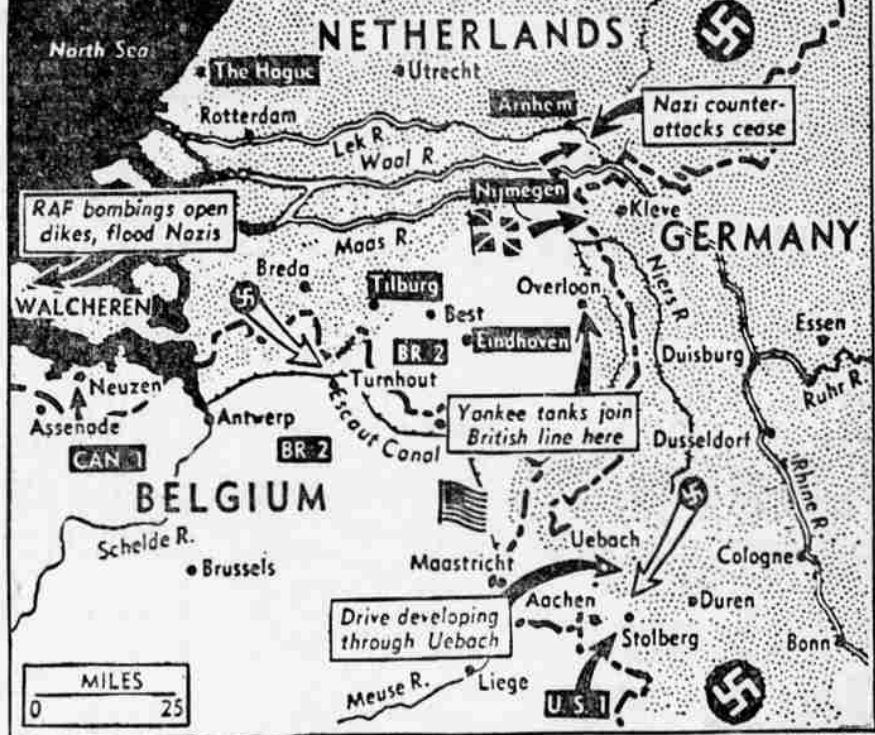 North Sea
NETHERLANDS
The Hague
Utrecht
Rotterdam
Arnhem
Nazi counter-
attacks cease
Lek R.
Waal R.
RAF bombings open
dikes, flood Nazis
Nijmegen
Kleve
Maas R.
GERMANY
Breda
WALCHEREN
Tilburg
Overloon
Niers R
Best
Essen
BR 2
Eindhoven
Duisburg
Ruhr R.
Neuzen
Turnhout
Assenade
Antwerp
Escaut Canal
Yankee tanks join
British line here
Dusseldorf
CAN 1
BR 2
BELGIUM
Rhine R.
Schelde R.
Uebach
Brussels
Maastricht
Cologne
Drive developing
through Uebach
Aachen
Duren
Stolberg
Bonn
MILES
0 25
Meuse R.
Liege
U.S. 1